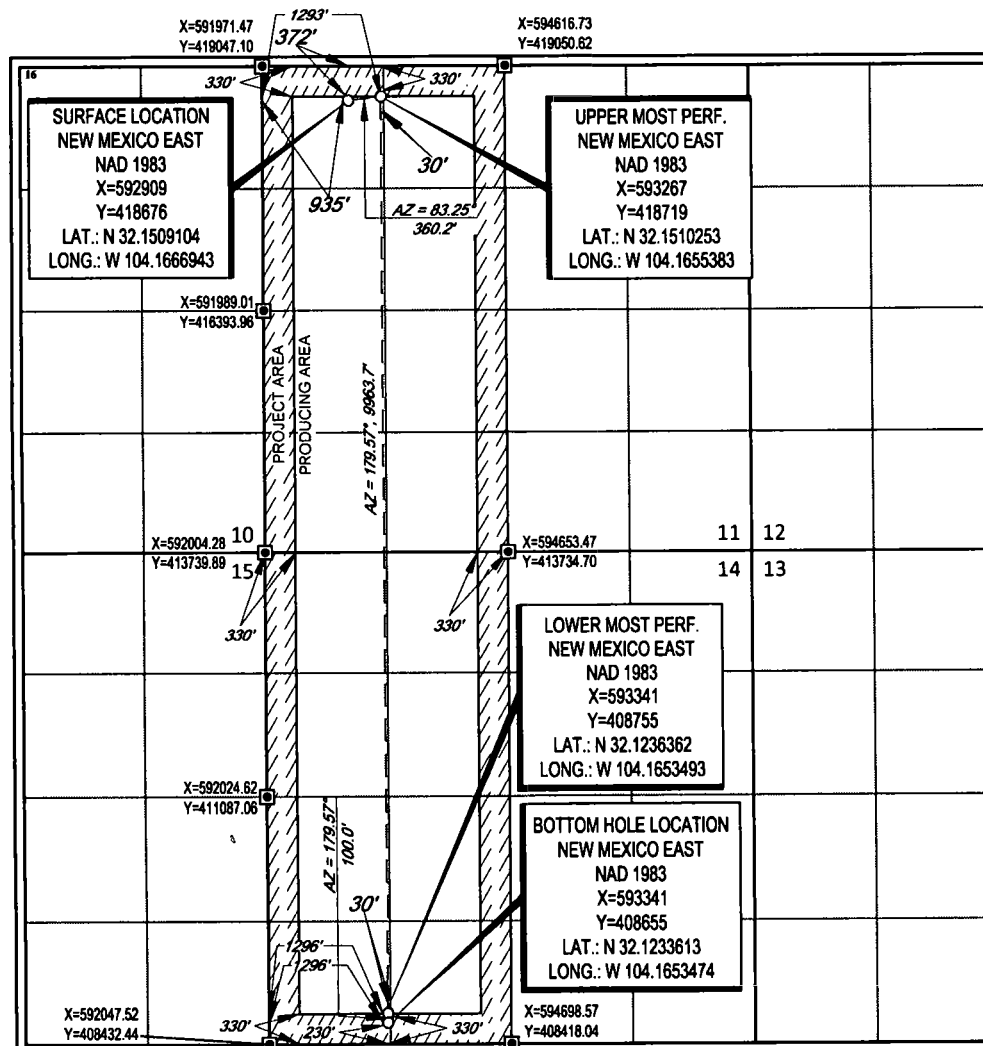 X=591971.47
Y=419047.10
1293'
372'
X=594616.73
Y=419050.62
16
330'
330'
SURFACE LOCATION
NEW MEXICO EAST
NAD 1983
X=592909
Y=418676
LAT.: N 32.1509104
LONG.: W 104.1666943
UPPER MOST PERF.
NEW MEXICO EAST
NAD 1983
X=593267
Y=418719
LAT.: N 32.1510253
LONG.: W 104.1655383
30'
935'
AZ = 83.25°
360.2'
X=591989.01
Y=416393.96
PROJECT AREA
PRODUCING AREA
AZ = 179.57°, 9963.7'
X=592004.28
Y=413739.89
10
15
X=594653.47
Y=413734.70
11
12
14
13
330'
330'
LOWER MOST PERF.
NEW MEXICO EAST
NAD 1983
X=593341
Y=408755
LAT.: N 32.1236362
LONG.: W 104.1653493
X=592024.62
Y=411087.06
AZ = 179.57°
100.0'
BOTTOM HOLE LOCATION
NEW MEXICO EAST
NAD 1983
X=593341
Y=408655
LAT.: N 32.1233613
LONG.: W 104.1653474
30'
1296'
1296'
X=592047.52
Y=408432.44
330'
230'
330'
X=594698.57
Y=408418.04